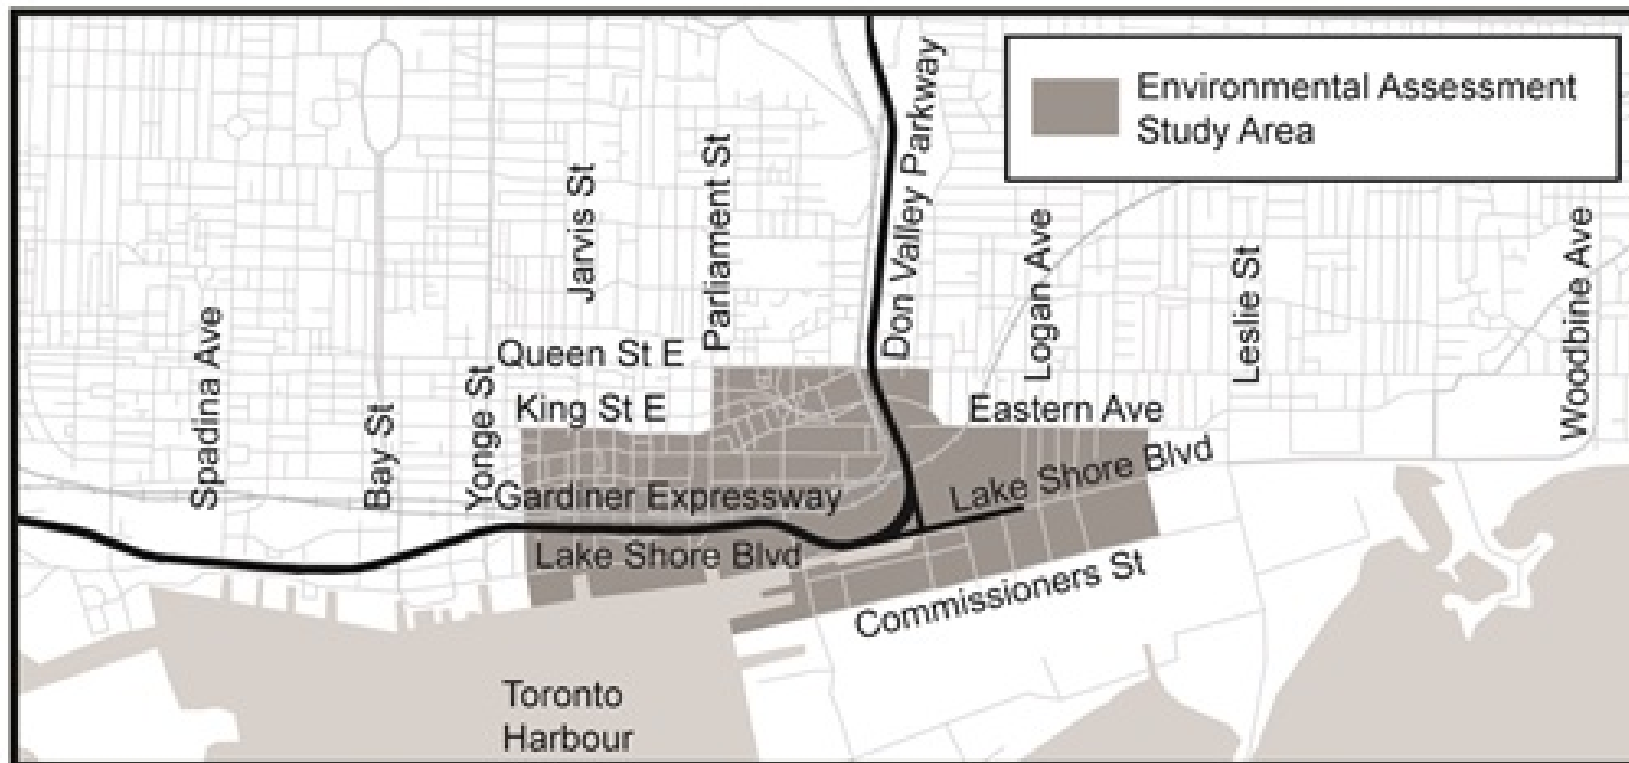 Environmental Assessment
Study Area
Don Valley Parkway
Parliament St
Jarvis St
Logan Ave
Leslie St
Woodbine Ave
Spadina Ave
Bay St
Yonge St
Queen St E
King St E
Eastern Ave
Gardiner Expressway
Lake Shore Blvd
Lake Shore Blvd
Commissioners St
Toronto
Harbour